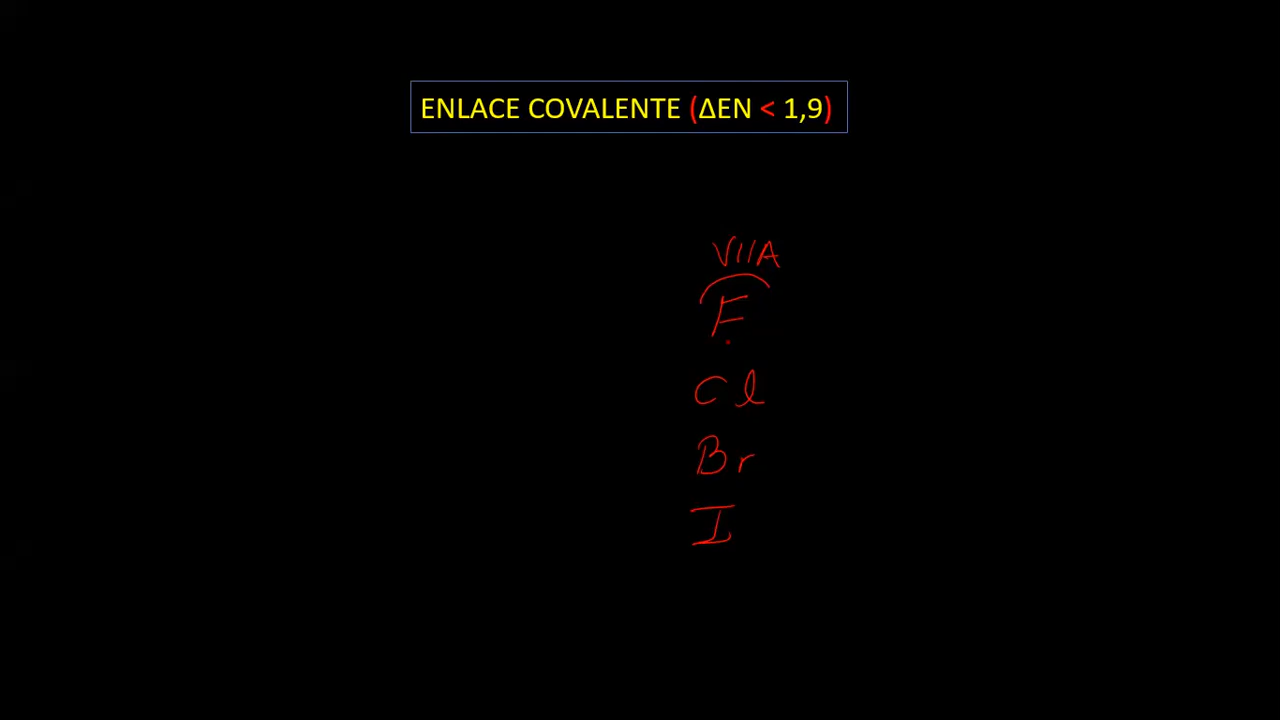 ENLACE COVALENTE (ΔEN < 1,9)
VIIA
F
Cl
Br
I